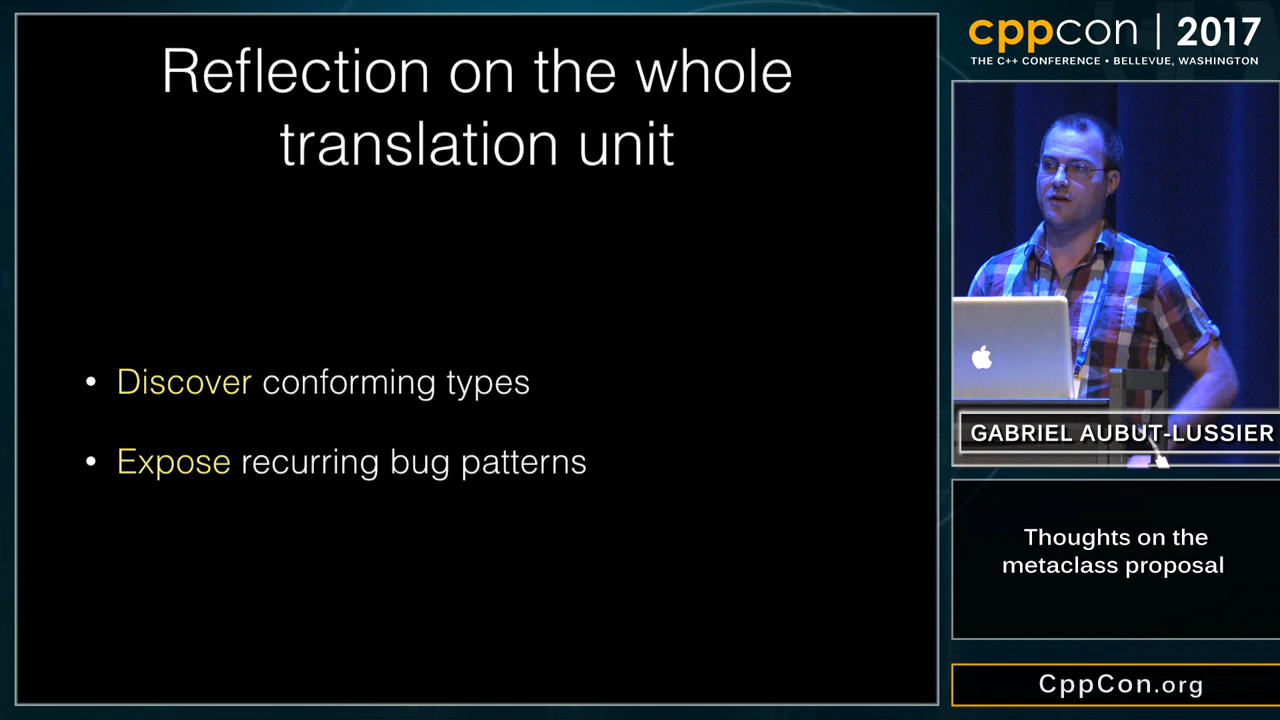 Reflection on the whole
translation unit
• Discover conforming types
• Expose recurring bug patterns
cppcon | 2017
THE C++ CONFERENCE • BELLEVUE, WASHINGTON
GABRIEL AUBUT-LUSSIER
Thoughts on the
metaclass proposal
CppCon.org